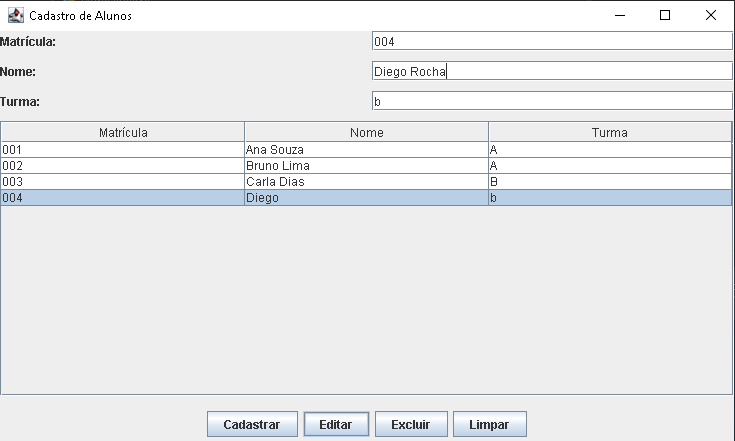 Cadastro de Alunos
Matrícula: 004
Nome: Diego Rocha
Turma: b
Matrícula Nome Turma
001 Ana Souza A
002 Bruno Lima A
003 Carla Dias B
004 Diego b
Cadastrar Editar Excluir Limpar